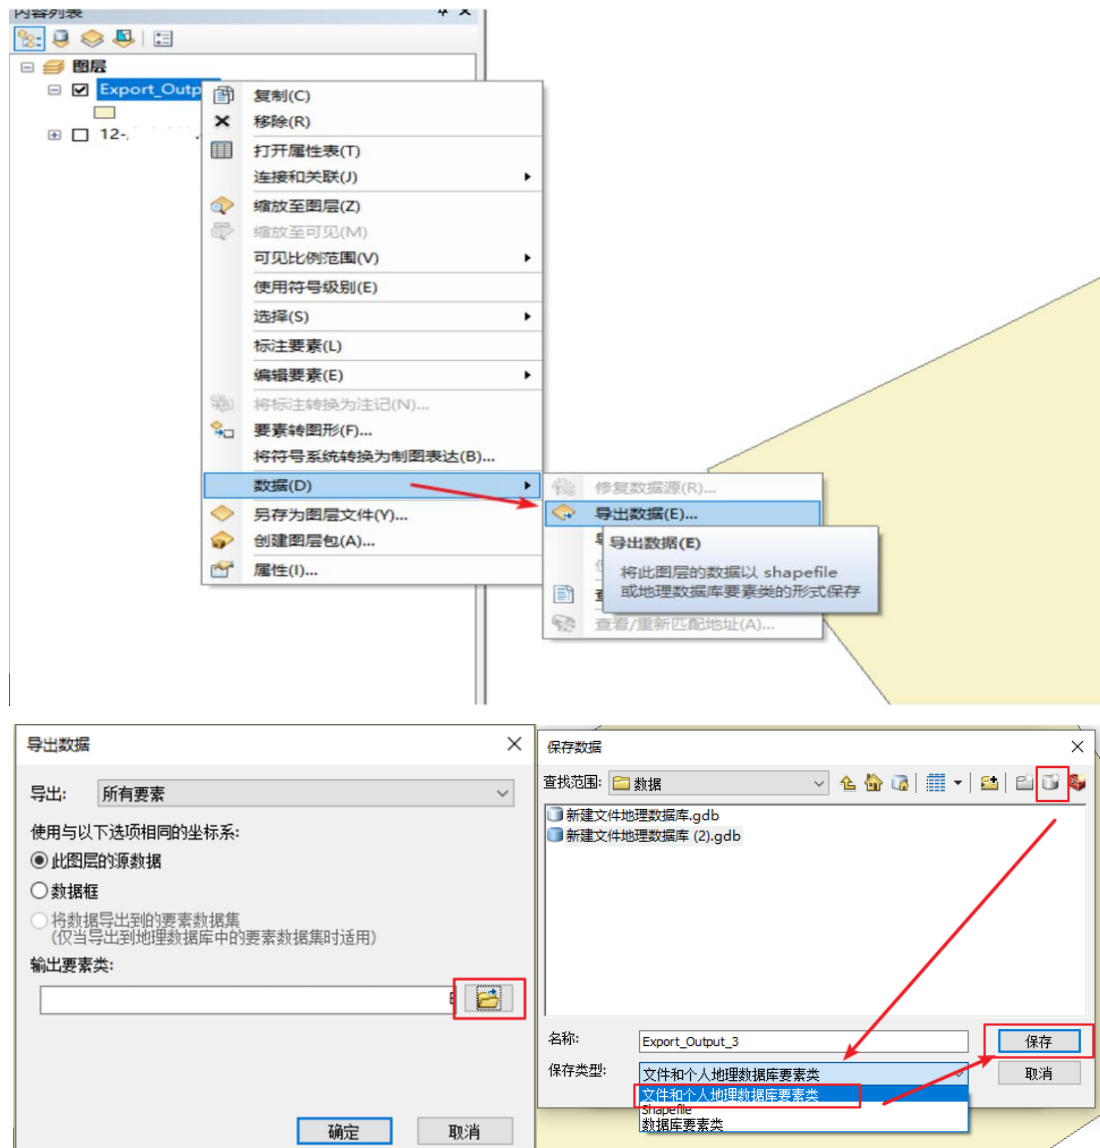 内容列表
图层
Export_Outp
12-
复制(C)
移除(R)
打开属性表(T)
连接和关联(J)
缩放至图层(Z)
缩放至可见(M)
可见比例范围(V)
使用符号级别(E)
选择(S)
标注要素(L)
编辑要素(E)
将标注转换为注记(N)...
要素转图形(F)...
将符号系统转换为制图表达(B)...
数据(D)
另存为图层文件(Y)...
创建图层包(A)...
属性(I)...
修复数据源(R)...
导出数据(E)...
导出数据(E)
将此图层的数据以 shapefile
或地理数据库要素类的形式保存
查看/重新匹配地址(A)...
导出数据
导出:
所有要素
使用与以下选项相同的坐标系:
此图层的源数据
数据框
将数据导出到的要素数据集
(仅当导出到地理数据库中的要素数据集时适用)
输出要素类:
确定
取消
保存数据
查找范围:
数据
新建文件地理数据库.gdb
新建文件地理数据库 (2).gdb
名称:
Export_Output_3
保存
保存类型:
文件和个人地理数据库要素类
取消
文件和个人地理数据库要素类
Shapefile
数据库要素类